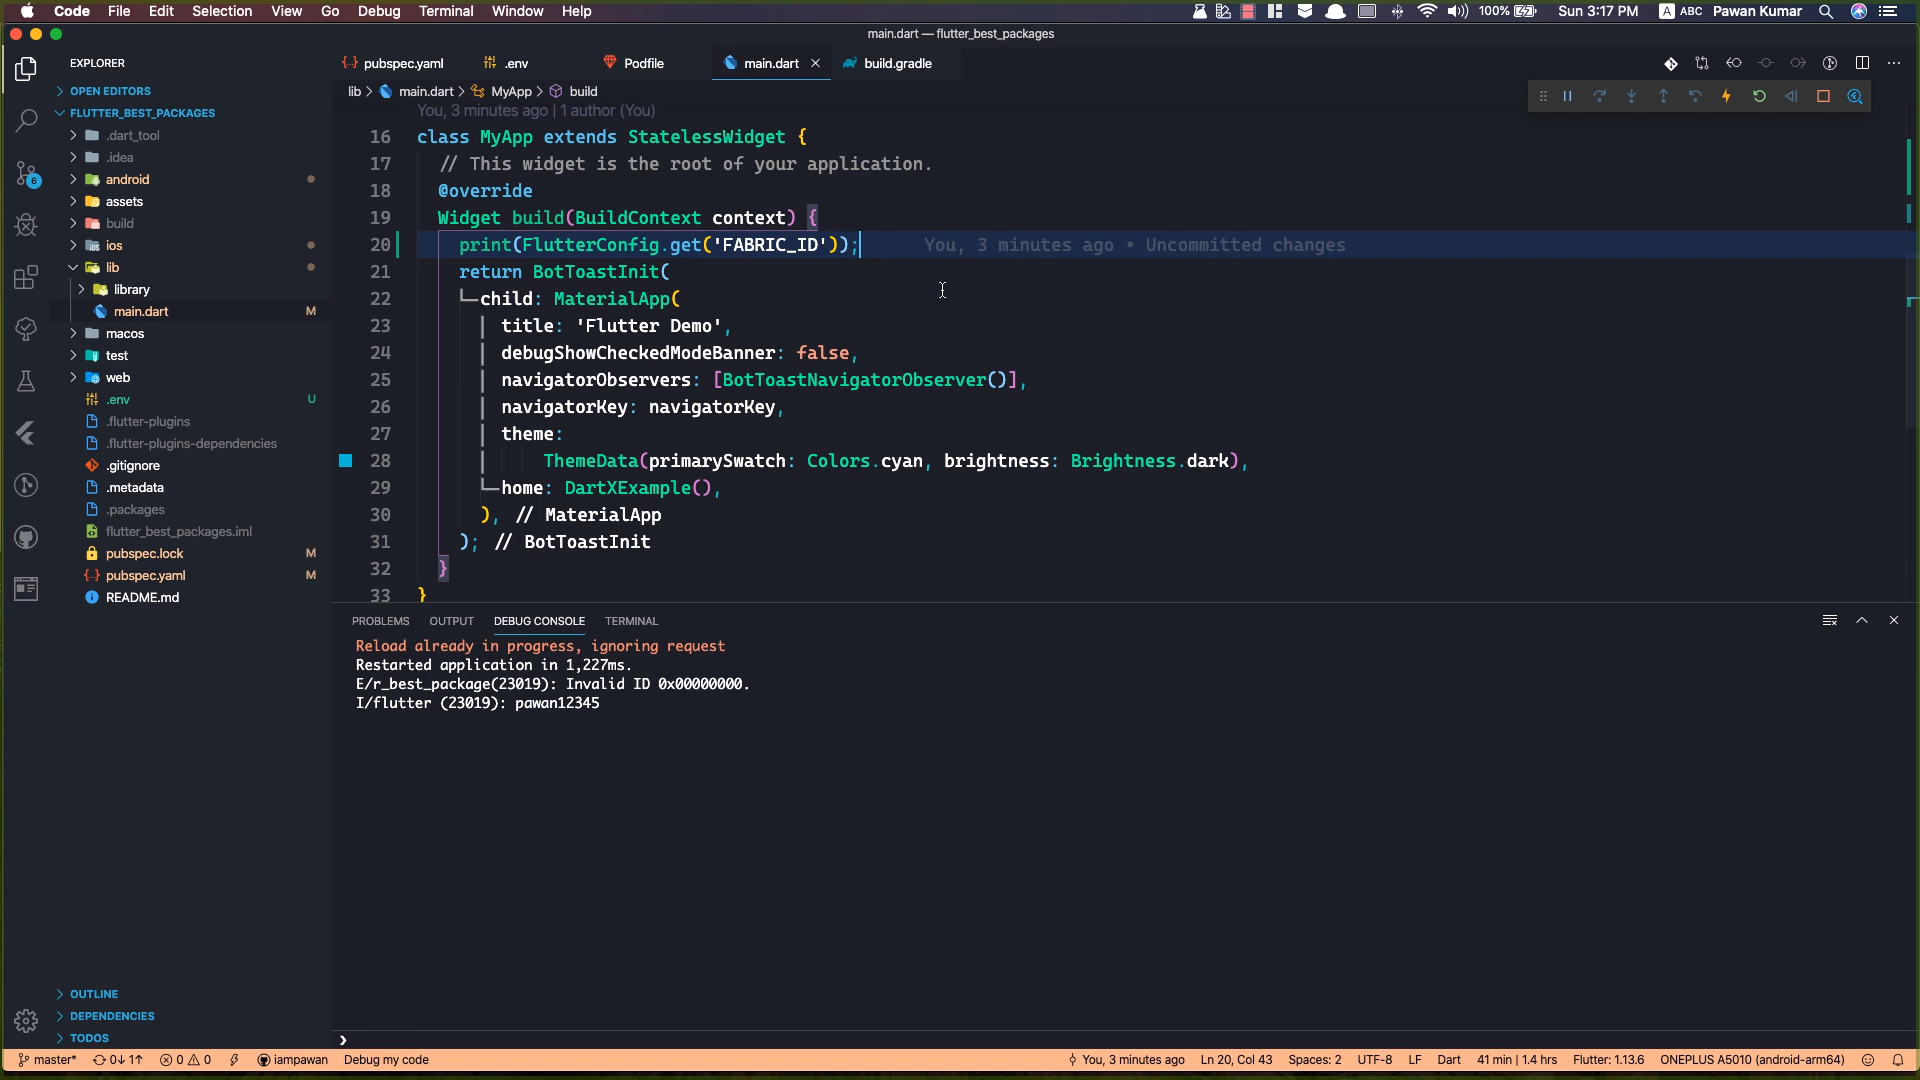 Code File Edit Selection View Go Debug Terminal Window Help
100% Sun 3:17 PM A ABC Pawan Kumar
main.dart — flutter_best_packages
EXPLORER
OPEN EDITORS
FLUTTER_BEST_PACKAGES
.dart_tool
.idea
android
assets
build
ios
lib
library
main.dart M
macos
test
web
.env U
.flutter-plugins
.flutter-plugins-dependencies
.gitignore
.metadata
.packages
flutter_best_packages.iml
pubspec.lock M
pubspec.yaml M
README.md
OUTLINE
DEPENDENCIES
TODOS
6
pubspec.yaml .env Podfile main.dart build.gradle
lib > main.dart > MyApp > build
You, 3 minutes ago | 1 author (You)
16 class MyApp extends StatelessWidget {
17 // This widget is the root of your application.
18 @override
19 Widget build(BuildContext context) {
20 print(FlutterConfig.get('FABRIC_ID')); You, 3 minutes ago • Uncommitted changes
21 return BotToastInit(
22 child: MaterialApp(
23 title: 'Flutter Demo',
24 debugShowCheckedModeBanner: false,
25 navigatorObservers: [BotToastNavigatorObserver()],
26 navigatorKey: navigatorKey,
27 theme:
28 ThemeData(primarySwatch: Colors.cyan, brightness: Brightness.dark),
29 home: DartXExample(),
30 ), // MaterialApp
31 ); // BotToastInit
32 }
33 }
PROBLEMS OUTPUT DEBUG CONSOLE TERMINAL
Reload already in progress, ignoring request
Restarted application in 1,227ms.
E/r_best_package(23019): Invalid ID 0x00000000.
I/flutter (23019): pawan12345
master* 0↓ 1↑ 0 0 iampawan Debug my code
You, 3 minutes ago Ln 20, Col 43 Spaces: 2 UTF-8 LF Dart 41 min | 1.4 hrs Flutter: 1.13.6 ONEPLUS A5010 (android-arm64)